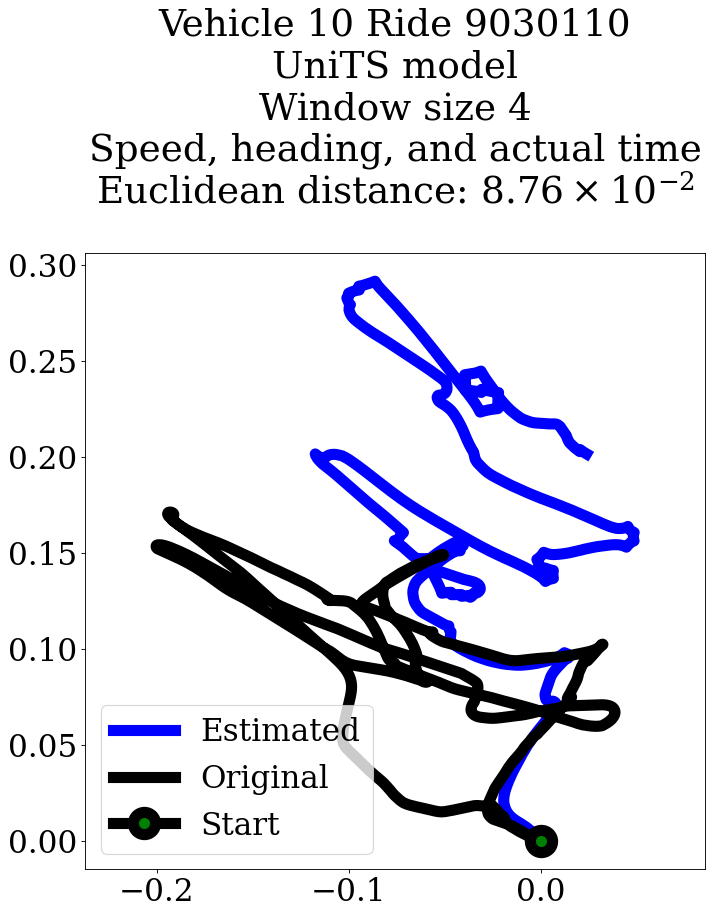 Vehicle 10 Ride 9030110
UniTS model
Window size 4
Speed, heading, and actual time
Euclidean distance: 8.76 × 10⁻²
0.30
0.25
0.20
0.15
0.10
0.05
0.00
Estimated
Original
Start
−0.2
−0.1
0.0